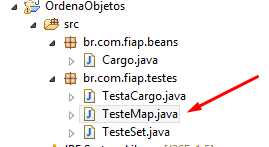 OrdenaObjetos
src
br.com.fiap.beans
Cargo.java
br.com.fiap.testes
TestaCargo.java
TesteMap.java
TesteSet.java